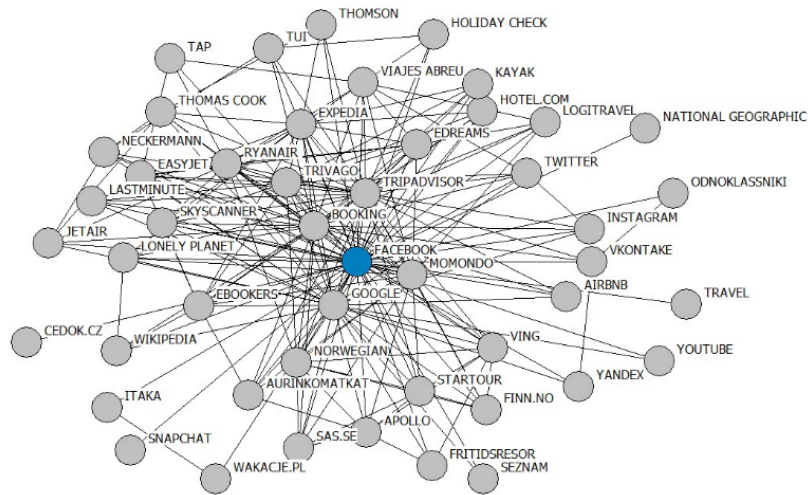 THOMSON
HOLIDAY CHECK
TUI
TAP
VIAJES ABREU
KAYAK
THOMAS COOK
HOTEL.COM
EXPEDIA
LOGITRAVEL
NATIONAL GEOGRAPHIC
NECKERMANN
EDREAMS
RYANAIR
EASYJET
TRIVAGO
TWITTER
TRIPADVISOR
LASTMINUTE
ODNOKLASSNIKI
SKYSCANNER
BOOKING
INSTAGRAM
JETAIR
LONELY PLANET
FACEBOOK
VKONTAKE
MOMONDO
EBOOKERS
GOOGLE
AIRBNB
TRAVEL
CEDOK.CZ
WIKIPEDIA
NORWEGIAN
VING
YOUTUBE
AURINKOMATKAT
STARTOUR
YANDEX
ITAKA
FINN.NO
SNAPCHAT
SAS.SE
APOLLO
FRITIDSRESOR
WAKACJE.PL
SEZNAM